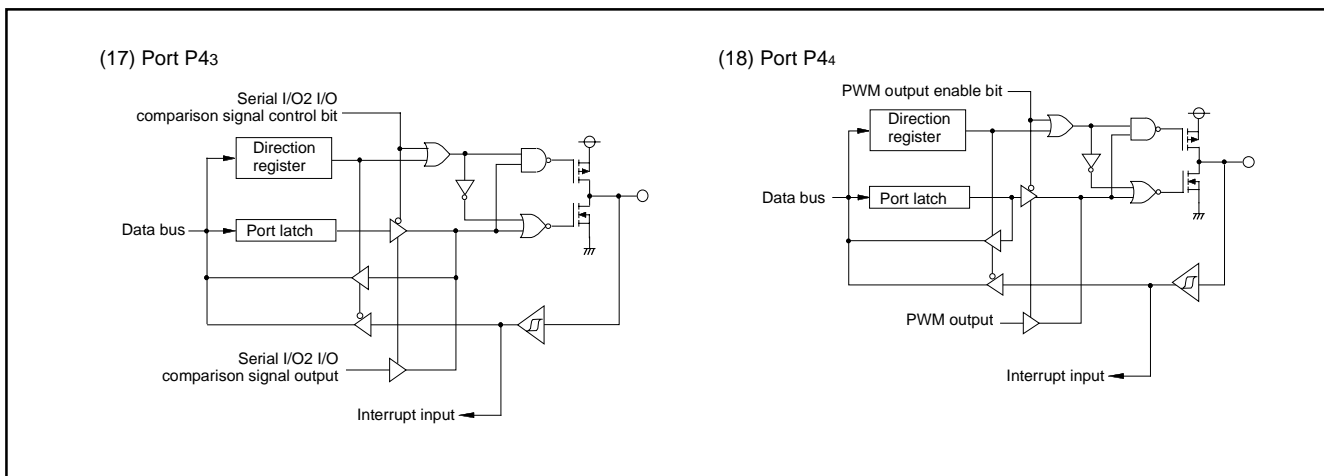 (17) Port P43
Serial I/O2 I/O
comparison signal control bit
Direction
register
Data bus
Port latch
Serial I/O2 I/O
comparison signal output
Interrupt input
(18) Port P44
PWM output enable bit
Direction
register
Data bus
Port latch
PWM output
Interrupt input